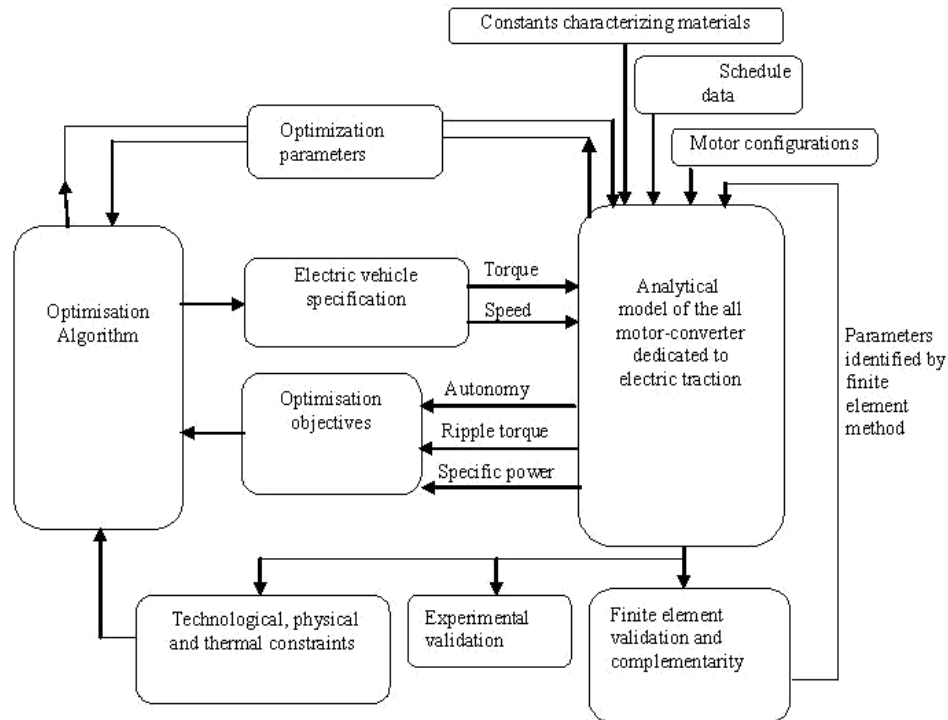 Constants characterizing materials
Schedule
data
Motor configurations
Optimization
parameters
Optimisation
Algorithm
Electric vehicle
specification
Torque
Speed
Analytical
model of the all
motor-converter
dedicated to
electric traction
Parameters
identified by
finite
element
method
Optimisation
objectives
Autonomy
Ripple torque
Specific power
Technological, physical
and thermal constraints
Experimental
validation
Finite element
validation and
complementarity